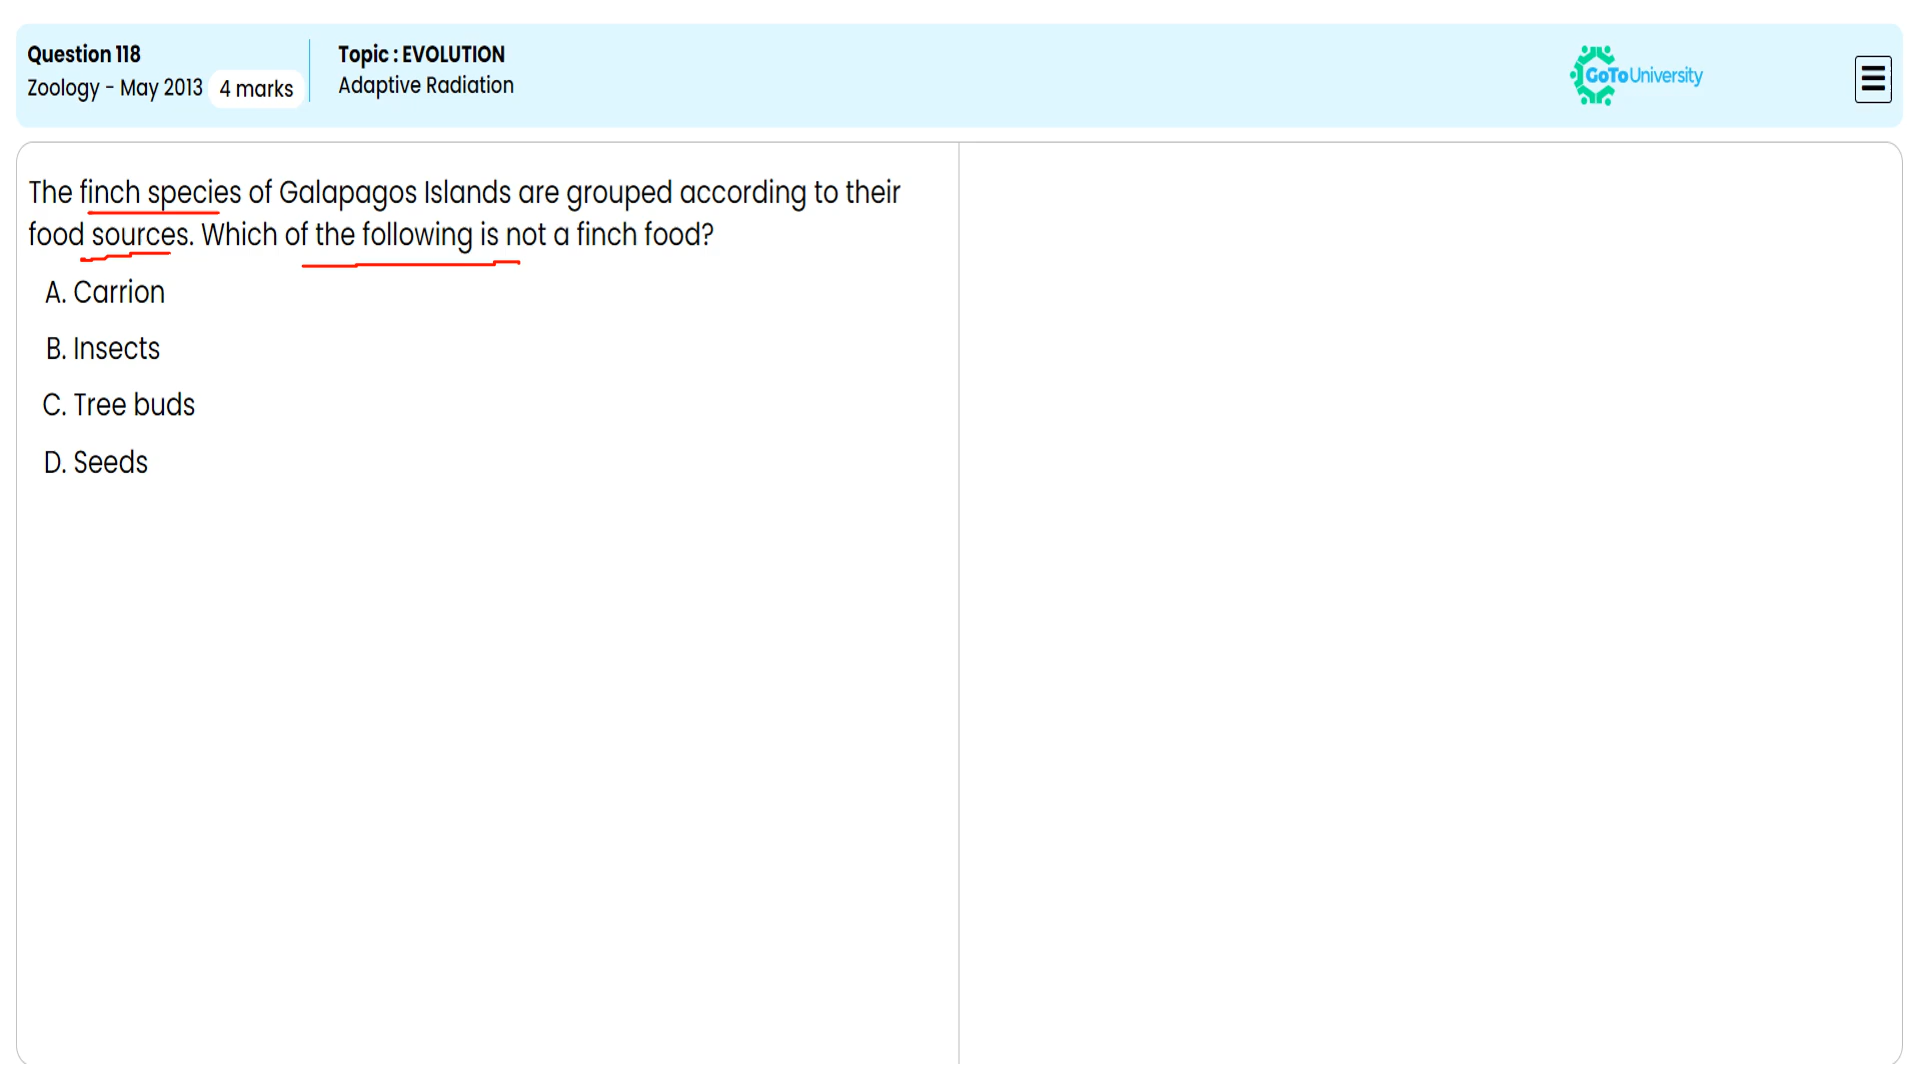 Question 118
Zoology - May 2013 4 marks
Topic : EVOLUTION
Adaptive Radiation
GoToUniversity
The finch species of Galapagos Islands are grouped according to their
food sources. Which of the following is not a finch food?
A. Carrion
B. Insects
C. Tree buds
D. Seeds